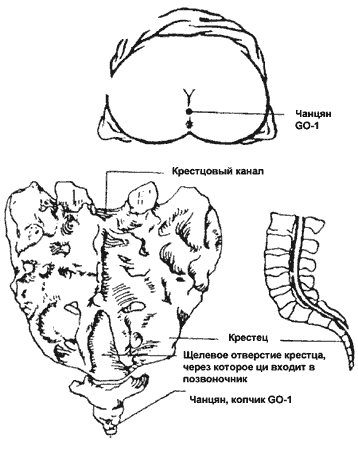 Чанцян
GO-1
Крестцовый канал
Крестец
Щелевое отверстие крестца,
через которое ци входит в
позвоночник
Чанцян, копчик GO-1